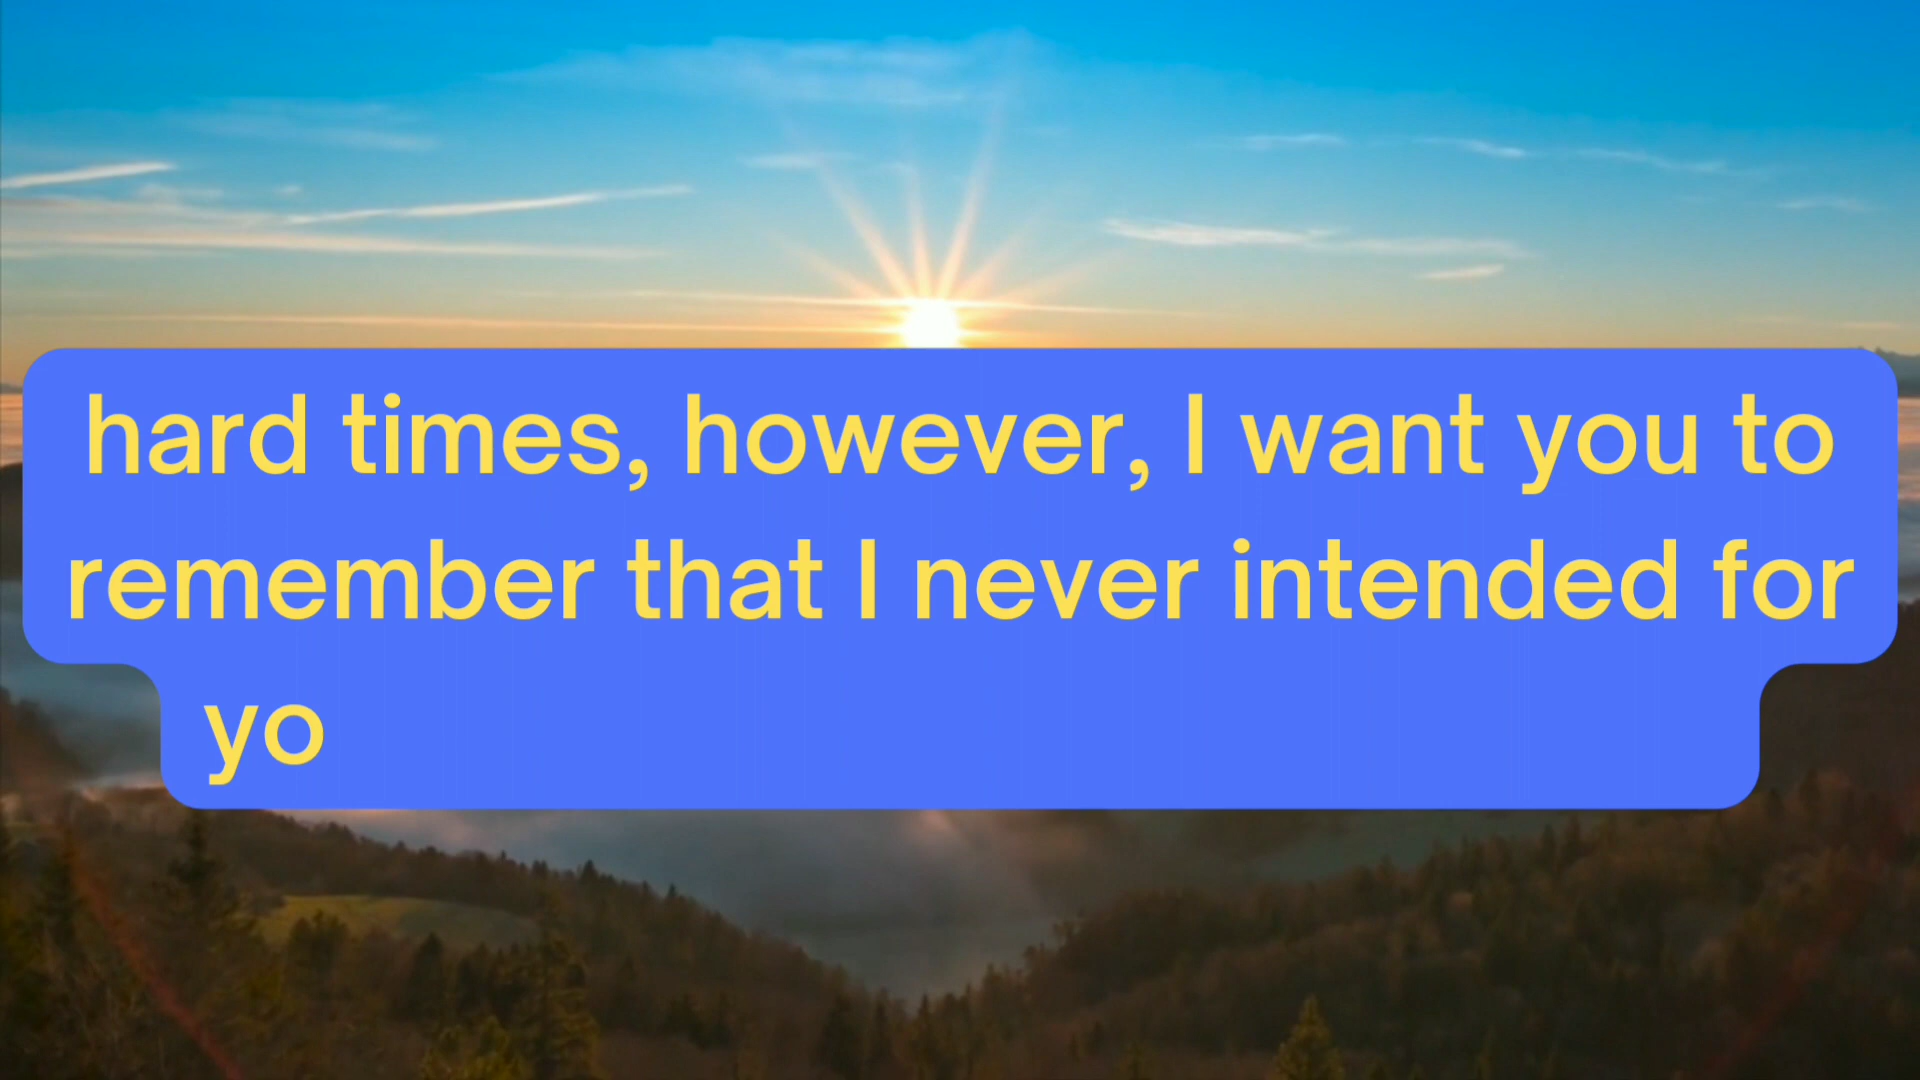 hard times, however, I want you to
remember that I never intended for
yo